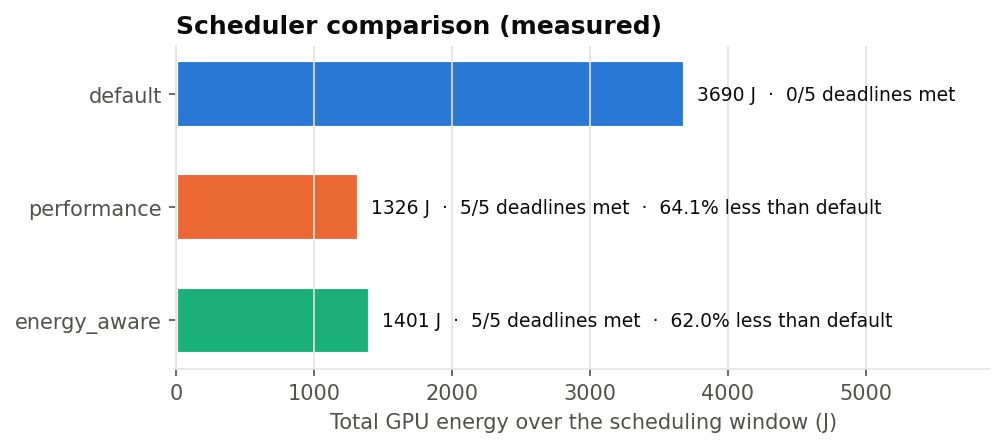 Scheduler comparison (measured)
default
3690 J · 0/5 deadlines met
performance
1326 J · 5/5 deadlines met · 64.1% less than default
energy_aware
1401 J · 5/5 deadlines met · 62.0% less than default
0 1000 2000 3000 4000 5000
Total GPU energy over the scheduling window (J)